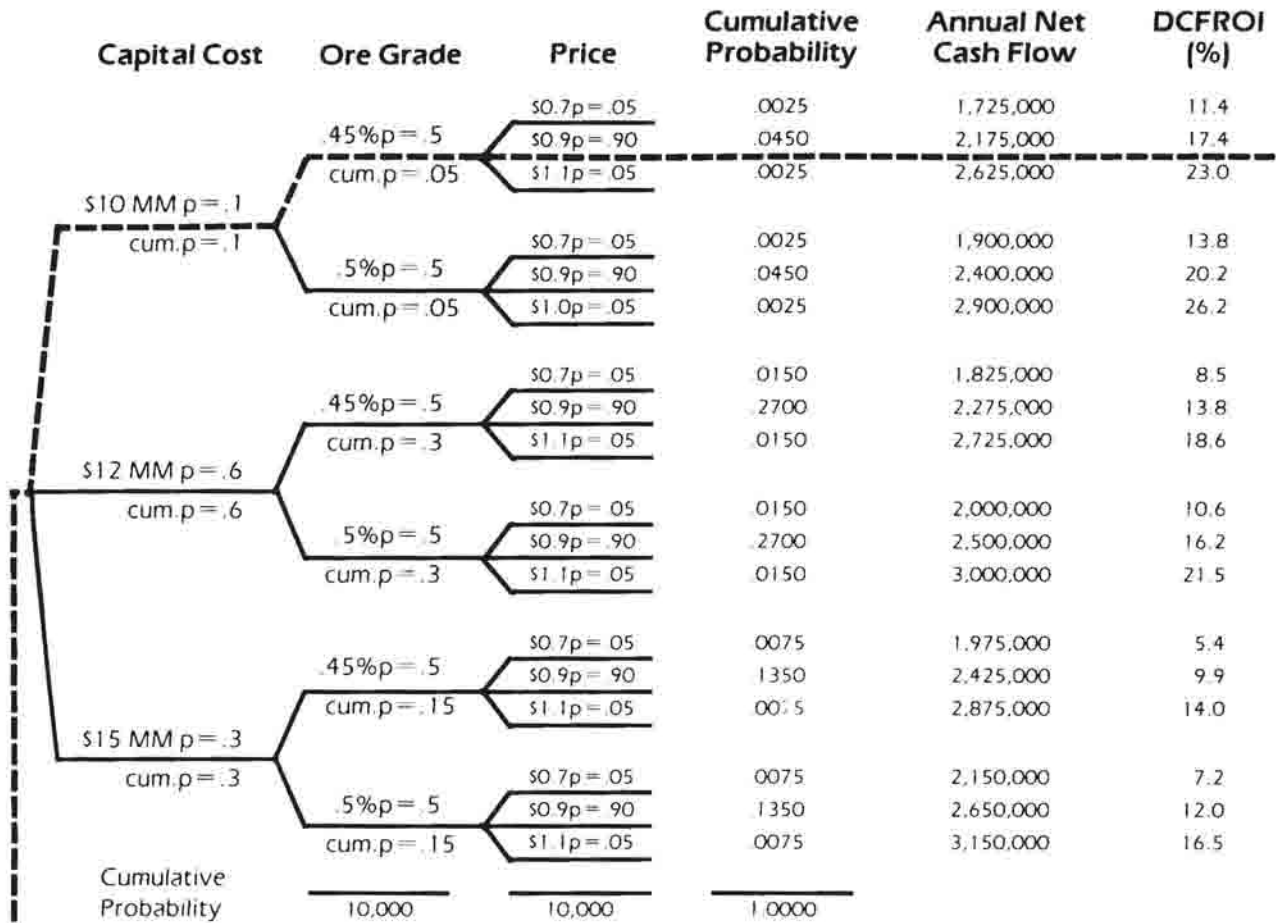 Capital Cost Ore Grade Price Cumulative Probability Annual Net Cash Flow DCFROI (%)
$0.7p = .05 .0025 1,725,000 11.4
.45%p = .5 $0.9p = .90 .0450 2,175,000 17.4
cum.p = .05 $1.1p = .05 .0025 2,625,000 23.0
$10 MM p = .1
cum.p = .1
$0.7p = .05 .0025 1,900,000 13.8
.5%p = .5 $0.9p = .90 .0450 2,400,000 20.2
cum.p = .05 $1.0p = .05 .0025 2,900,000 26.2
$0.7p = .05 .0150 1,825,000 8.5
.45%p = .5 $0.9p = .90 .2700 2,275,000 13.8
cum.p = .3 $1.1p = .05 .0150 2,725,000 18.6
$12 MM p = .6
cum.p = .6
$0.7p = .05 .0150 2,000,000 10.6
.5%p = .5 $0.9p = .90 .2700 2,500,000 16.2
cum.p = .3 $1.1p = .05 .0150 3,000,000 21.5
$0.7p = .05 .0075 1,975,000 5.4
.45%p = .5 $0.9p = .90 .1350 2,425,000 9.9
cum.p = .15 $1.1p = .05 2,875,000 14.0
$15 MM p = .3
cum.p = .3
$0.7p = .05 .0075 2,150,000 7.2
.5%p = .5 $0.9p = .90 .1350 2,650,000 12.0
cum.p = .15 $1.1p = .05 .0075 3,150,000 16.5
Cumulative
Probability 10,000 10,000 1.0000